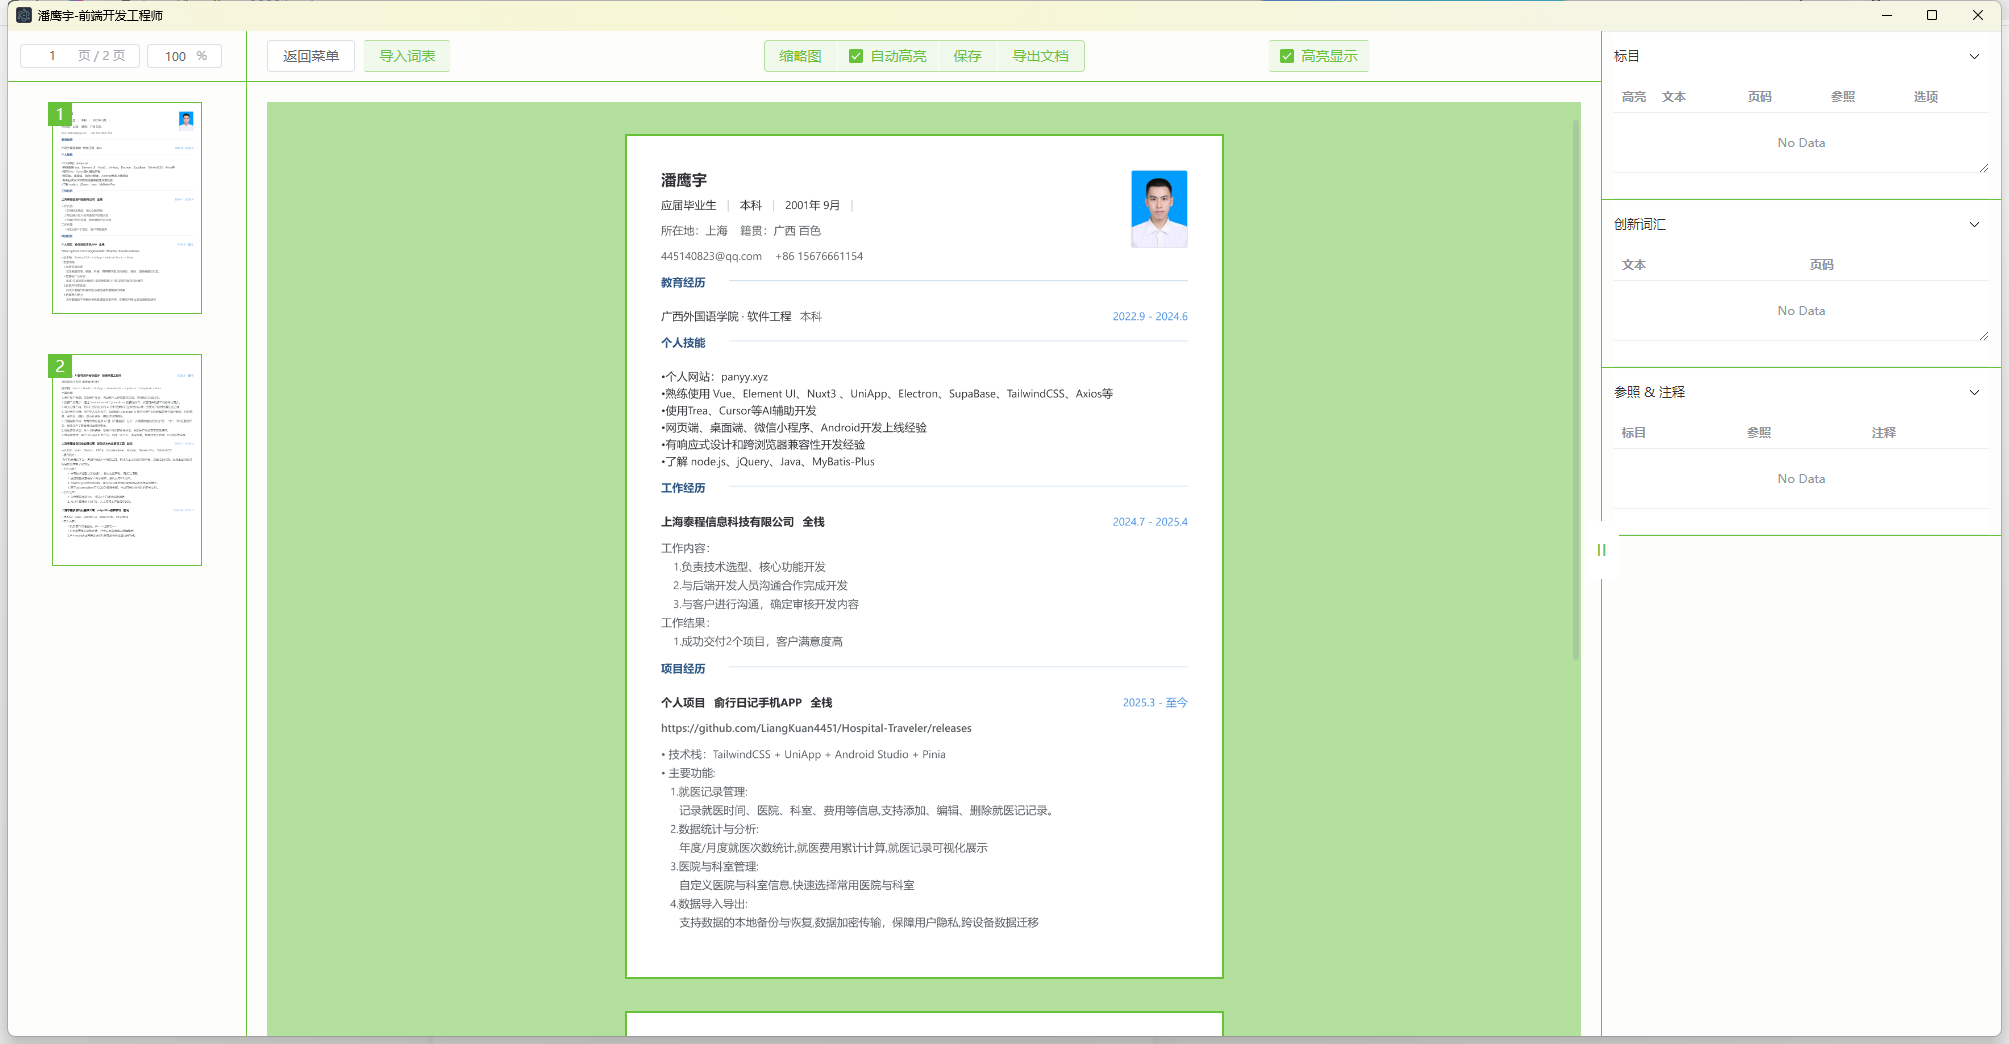 潘鹰宇-前端开发工程师
1 页 / 2 页 100 %
返回菜单 导入词表 缩略图 自动高亮 保存 导出文档 高亮显示
1
2
潘鹰宇
应届毕业生 | 本科 | 2001年 9月 |
所在地：上海 籍贯：广西 百色
445140823@qq.com +86 15676661154
教育经历
广西外国语学院 · 软件工程 本科 2022.9 - 2024.6
个人技能
•个人网站：panyy.xyz
•熟练使用 Vue、Element UI、Nuxt3 、UniApp、Electron、SupaBase、TailwindCSS、Axios等
•使用Trea、Cursor等AI辅助开发
•网页端、桌面端、微信小程序、Android开发上线经验
•有响应式设计和跨浏览器兼容性开发经验
•了解 node.js、jQuery、Java、MyBatis-Plus
工作经历
上海泰程信息科技有限公司 全栈 2024.7 - 2025.4
工作内容：
1.负责技术选型、核心功能开发
2.与后端开发人员沟通合作完成开发
3.与客户进行沟通，确定审核开发内容
工作结果：
1.成功交付2个项目，客户满意度高
项目经历
个人项目 俞行日记手机APP 全栈 2025.3 - 至今
https://github.com/LiangKuan4451/Hospital-Traveler/releases
• 技术栈：TailwindCSS + UniApp + Android Studio + Pinia
• 主要功能:
1.就医记录管理:
记录就医时间、医院、科室、费用等信息,支持添加、编辑、删除就医记记录。
2.数据统计与分析:
年度/月度就医次数统计,就医费用累计计算,就医记录可视化展示
3.医院与科室管理:
自定义医院与科室信息,快速选择常用医院与科室
4.数据导入导出:
支持数据的本地备份与恢复,数据加密传输，保障用户隐私,跨设备数据迁移
标目
高亮 文本 页码 参照 选项
No Data
创新词汇
文本 页码
No Data
参照 & 注释
标目 参照 注释
No Data